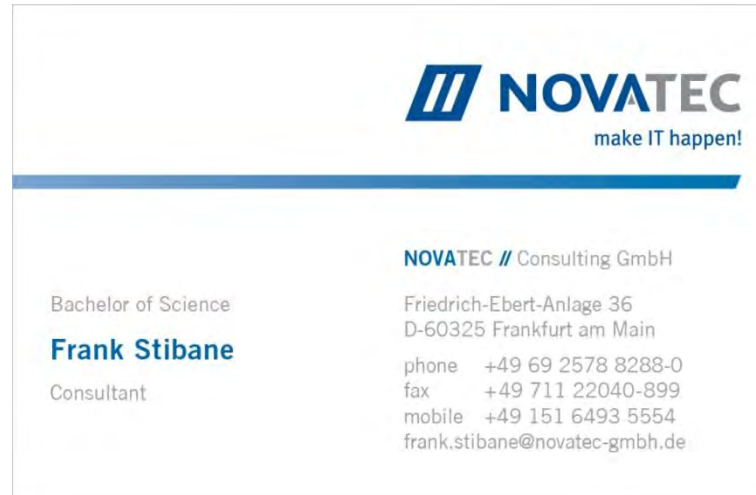 NOVATEC
make IT happen!
Bachelor of Science
Frank Stibane
Consultant
NOVATEC // Consulting GmbH
Friedrich-Ebert-Anlage 36
D-60325 Frankfurt am Main
phone +49 69 2578 8288-0
fax +49 711 22040-899
mobile +49 151 6493 5554
frank.stibane@novatec-gmbh.de